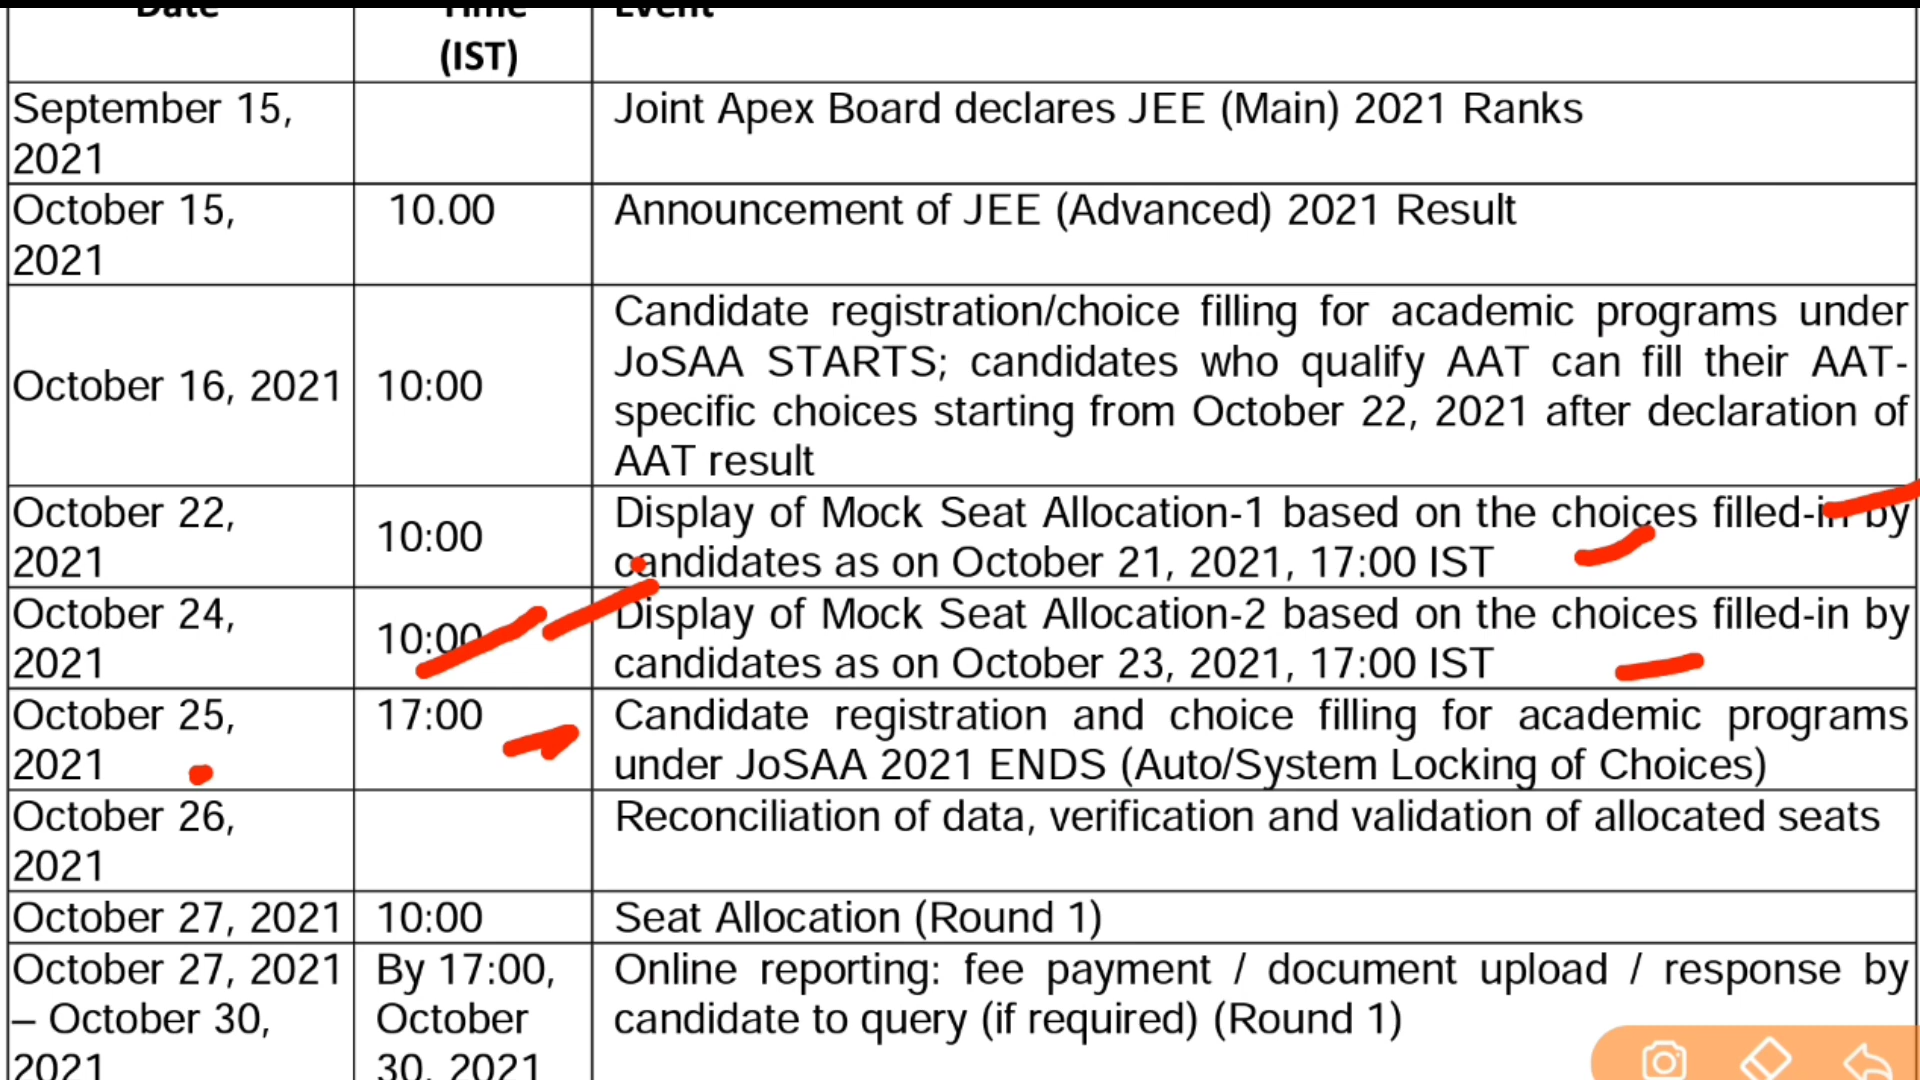 Date
Time
Event
(IST)
September 15,
2021
Joint Apex Board declares JEE (Main) 2021 Ranks
October 15,
2021
10.00
Announcement of JEE (Advanced) 2021 Result
October 16, 2021
10:00
Candidate registration/choice filling for academic programs under
JoSAA STARTS; candidates who qualify AAT can fill their AAT-
specific choices starting from October 22, 2021 after declaration of
AAT result
October 22,
2021
10:00
Display of Mock Seat Allocation-1 based on the choices filled-in by
candidates as on October 21, 2021, 17:00 IST
October 24,
2021
10:00
Display of Mock Seat Allocation-2 based on the choices filled-in by
candidates as on October 23, 2021, 17:00 IST
October 25,
2021
17:00
Candidate registration and choice filling for academic programs
under JoSAA 2021 ENDS (Auto/System Locking of Choices)
October 26,
2021
Reconciliation of data, verification and validation of allocated seats
October 27, 2021
10:00
Seat Allocation (Round 1)
October 27, 2021
– October 30,
2021
By 17:00,
October
30, 2021
Online reporting: fee payment / document upload / response by
candidate to query (if required) (Round 1)